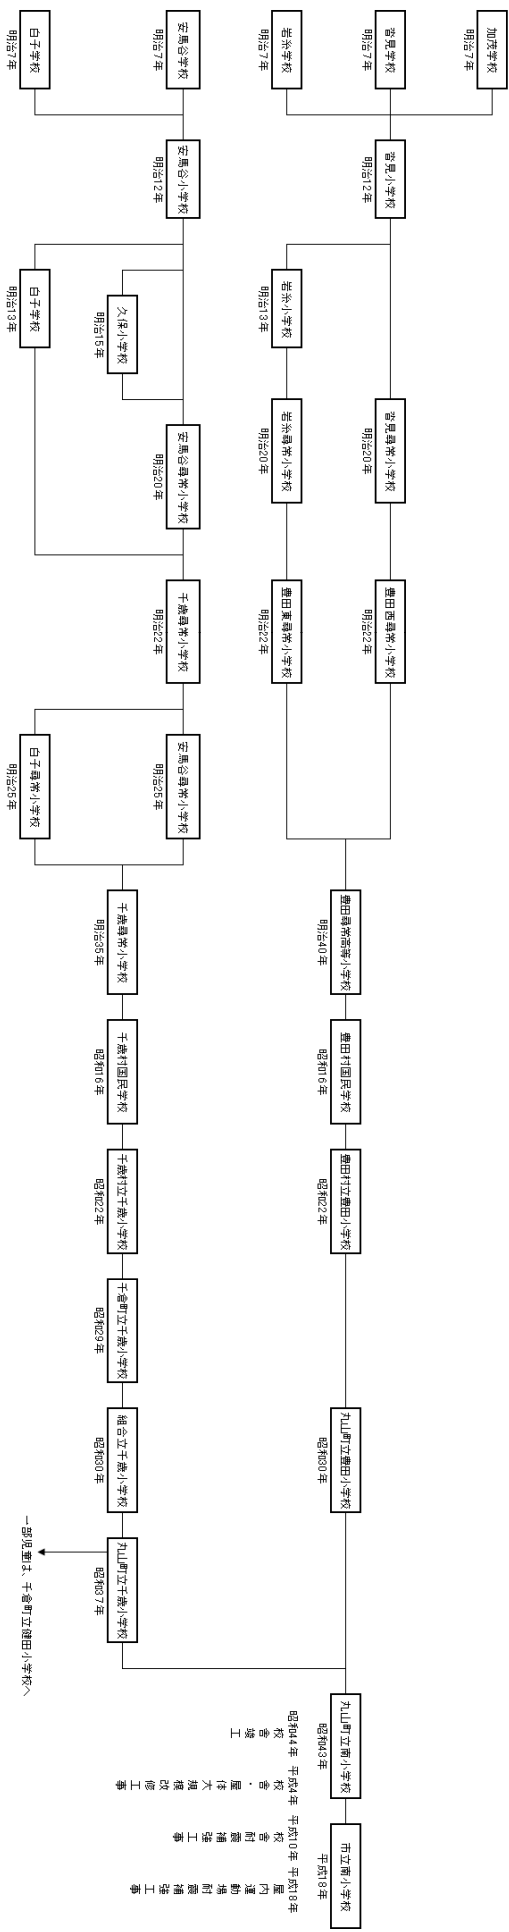 加茂学校
明治7年
沓見学校
明治7年
岩糸学校
明治7年
安馬谷学校
明治7年
白子学校
明治7年
沓見小学校
明治12年
安馬谷小学校
明治12年
岩糸小学校
明治13年
久保小学校
明治15年
白子学校
明治13年
沓見尋常小学校
明治20年
岩糸尋常小学校
明治20年
安馬谷尋常小学校
明治20年
豊田西尋常小学校
明治22年
豊田東尋常小学校
明治22年
千歳尋常小学校
明治22年
安馬谷尋常小学校
明治25年
白子尋常小学校
明治25年
豊田尋常高等小学校
明治40年
千歳尋常小学校
明治35年
豊田村国民学校
昭和16年
千歳村国民学校
昭和16年
豊田村立豊田小学校
昭和22年
千歳村立千歳小学校
昭和22年
千倉町立千歳小学校
昭和29年
丸山町立豊田小学校
昭和30年
組合立千歳小学校
昭和30年
丸山町立千歳小学校
昭和37年
一部児童は、千倉町立健田小学校へ
丸山町立南小学校
昭和43年
昭和44年 校舎竣工
平成4年 校舎・屋体大規模改修工事
平成10年 校舎耐震補強工事
平成18年 屋内運動場耐震補強工事
市立南小学校
平成18年